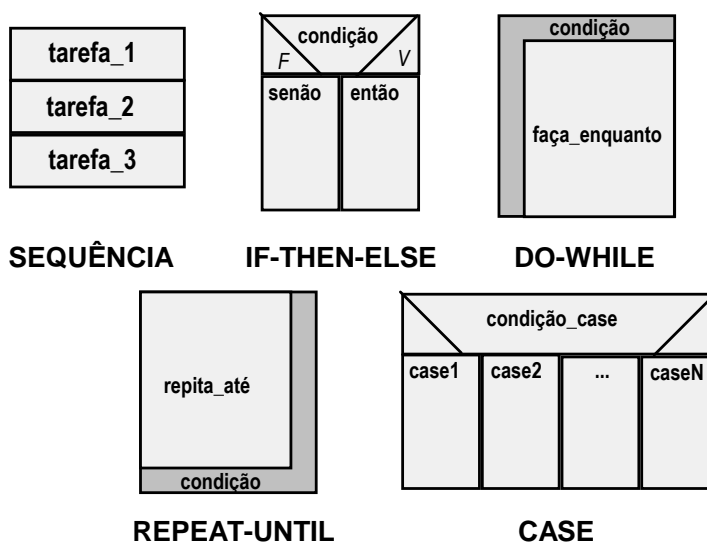 tarefa_1
tarefa_2
tarefa_3
condição
F
V
senão
então
condição
faça_enquanto
SEQUÊNCIA
IF-THEN-ELSE
DO-WHILE
repita_até
condição
condição_case
case1
case2
...
caseN
REPEAT-UNTIL
CASE